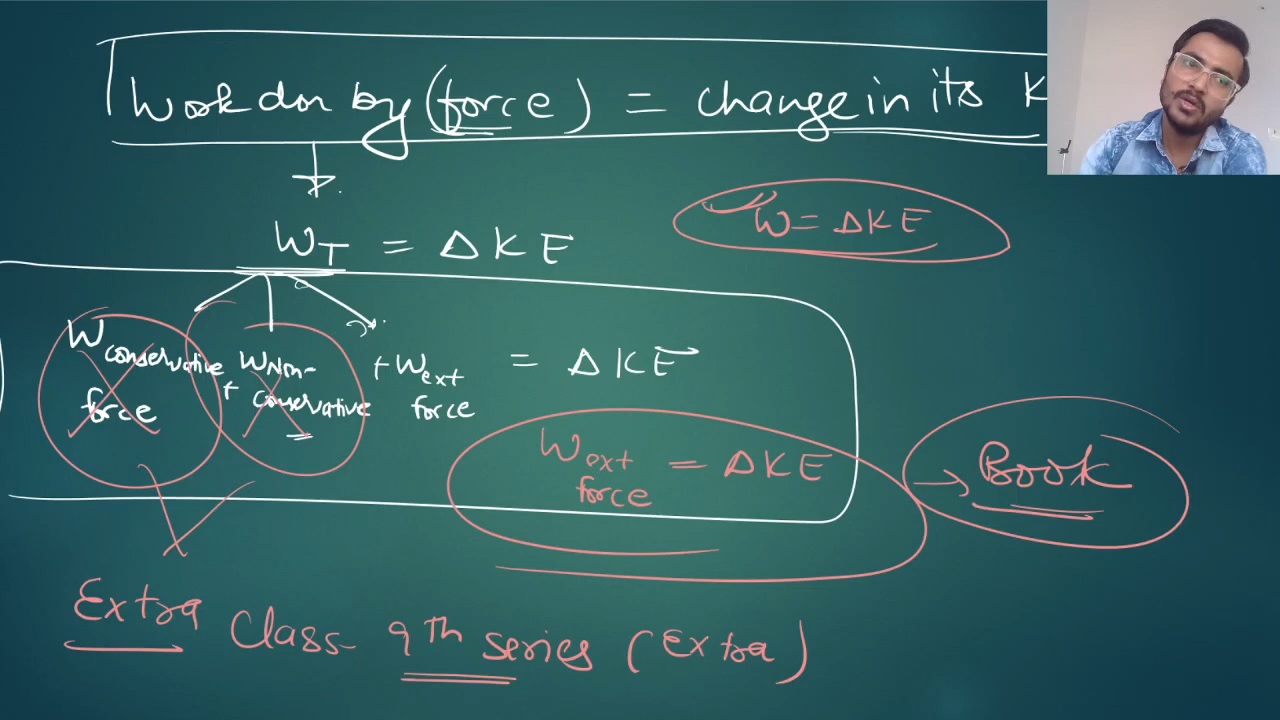 Work don by (force) = change in its K
W = ΔKE
W_T = ΔKE
W conservative force + W Non-conservative + W ext force = ΔKE
W ext force = ΔKE
→ Book
Extra Class- 9th series (Extra)